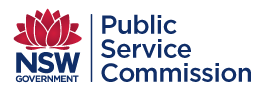 NSW
GOVERNMENT
Public
Service
Commission